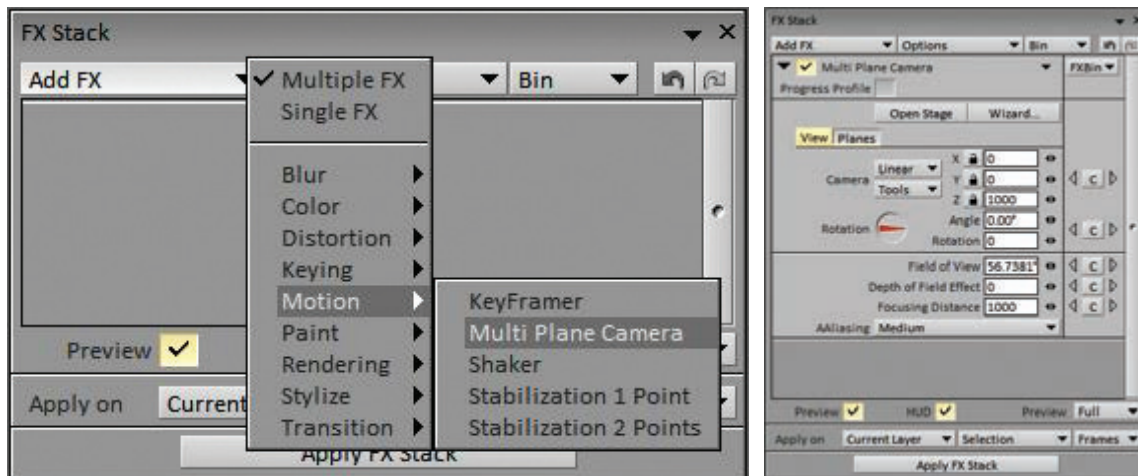 FX Stack
Add FX
Bin
Multiple FX
Single FX
Blur
Color
Distortion
Keying
Motion
Paint
Rendering
Stylize
Transition
KeyFramer
Multi Plane Camera
Shaker
Stabilization 1 Point
Stabilization 2 Points
Preview
Apply on Current
Apply FX Stack
FX Stack
Add FX Options Bin
Multi Plane Camera FXBin
Progress Profile
Open Stage Wizard...
View Planes
Camera Linear Tools
X 0
Y 0
Z 1000
C
Rotation
Angle 0.00°
Rotation 0
C
Field of View 56.7381° C
Depth of Field Effect 0 C
Focusing Distance 1000 C
AAliasing Medium
Preview HUD Preview Full
Apply on Current Layer Selection Frames
Apply FX Stack